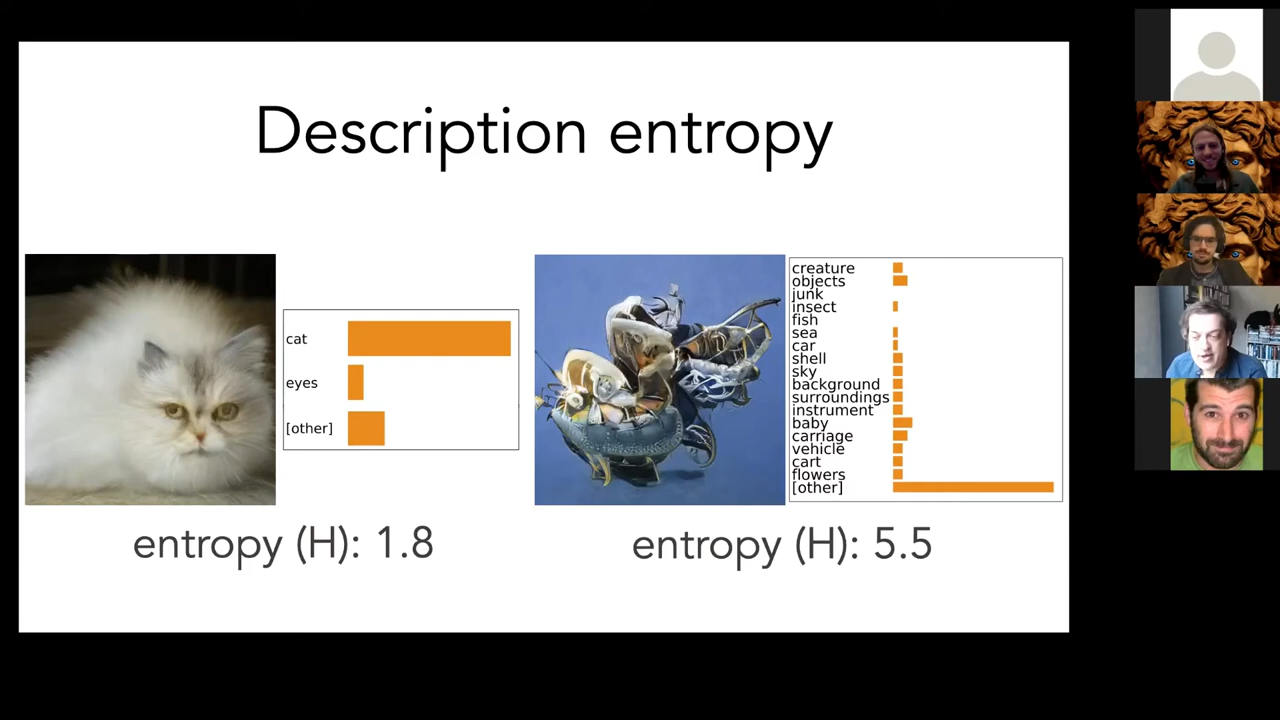 Description entropy
cat
eyes
[other]
entropy (H): 1.8
creature
objects
junk
insect
fish
sea
car
shell
sky
background
surroundings
instrument
baby
carriage
vehicle
cart
flowers
[other]
entropy (H): 5.5